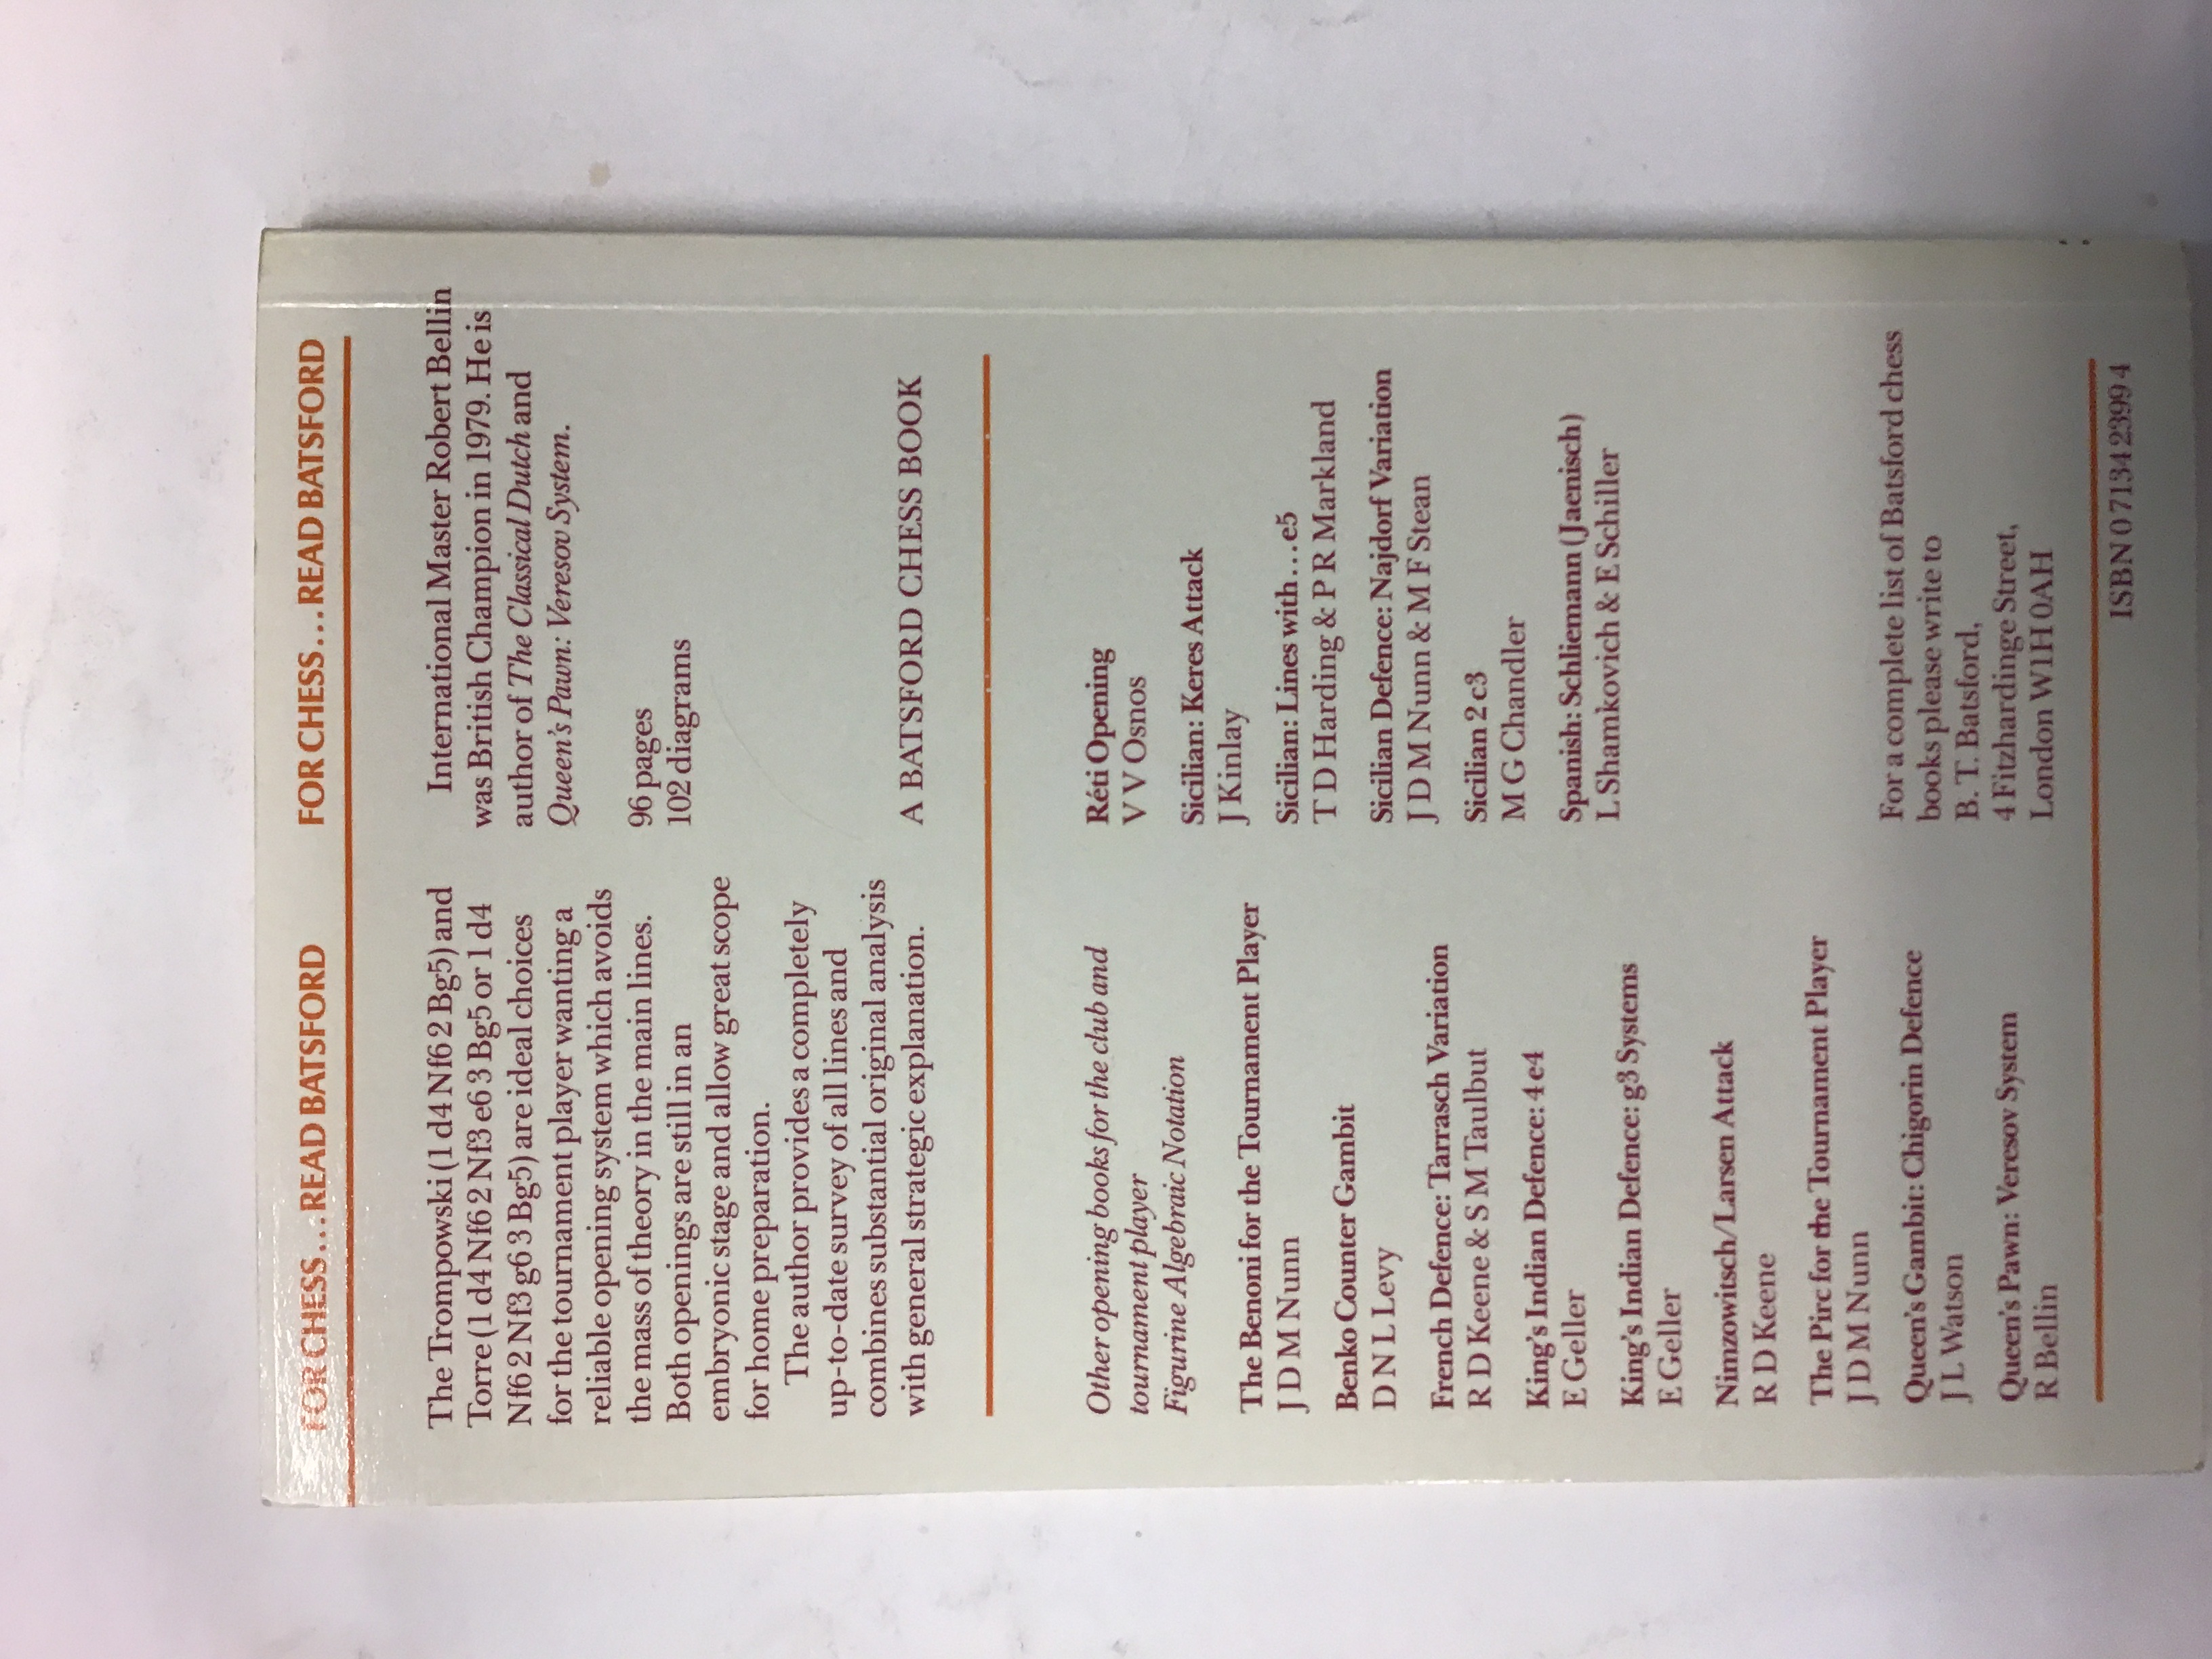 FOR CHESS...READ BATSFORD FOR CHESS...READ BATSFORD
The Trompowski (1 d4 Nf6 2 Bg5) and
Torre (1 d4 Nf6 2 Nf3 e6 3 Bg5 or 1 d4
Nf6 2 Nf3 g6 3 Bg5) are ideal choices
for the tournament player wanting a
reliable opening system which avoids
the mass of theory in the main lines.
Both openings are still in an
embryonic stage and allow great scope
for home preparation.
The author provides a completely
up-to-date survey of all lines and
combines substantial original analysis
with general strategic explanation.
International Master Robert Bellin
was British Champion in 1979. He is
author of The Classical Dutch and
Queen's Pawn: Veresov System.
96 pages
102 diagrams
A BATSFORD CHESS BOOK
Other opening books for the club and
tournament player
Figurine Algebraic Notation
The Benoni for the Tournament Player
J D M Nunn
Benko Counter Gambit
D N L Levy
French Defence: Tarrasch Variation
R D Keene & S M Taulbut
King's Indian Defence: 4 e4
E Geller
King's Indian Defence: g3 Systems
E Geller
Nimzowitsch/Larsen Attack
R D Keene
The Pirc for the Tournament Player
J D M Nunn
Queen's Gambit: Chigorin Defence
J L Watson
Queen's Pawn: Veresov System
R Bellin
Réti Opening
V V Osnos
Sicilian: Keres Attack
J Kinlay
Sicilian: Lines with...e5
T D Harding & P R Markland
Sicilian Defence: Najdorf Variation
J D M Nunn & M F Stean
Sicilian 2 c3
M G Chandler
Spanish: Schliemann (Jaenisch)
L Shamkovich & E Schiller
For a complete list of Batsford chess
books please write to
B. T. Batsford,
4 Fitzhardinge Street,
London W1H 0AH
ISBN 0 7134 2399 4